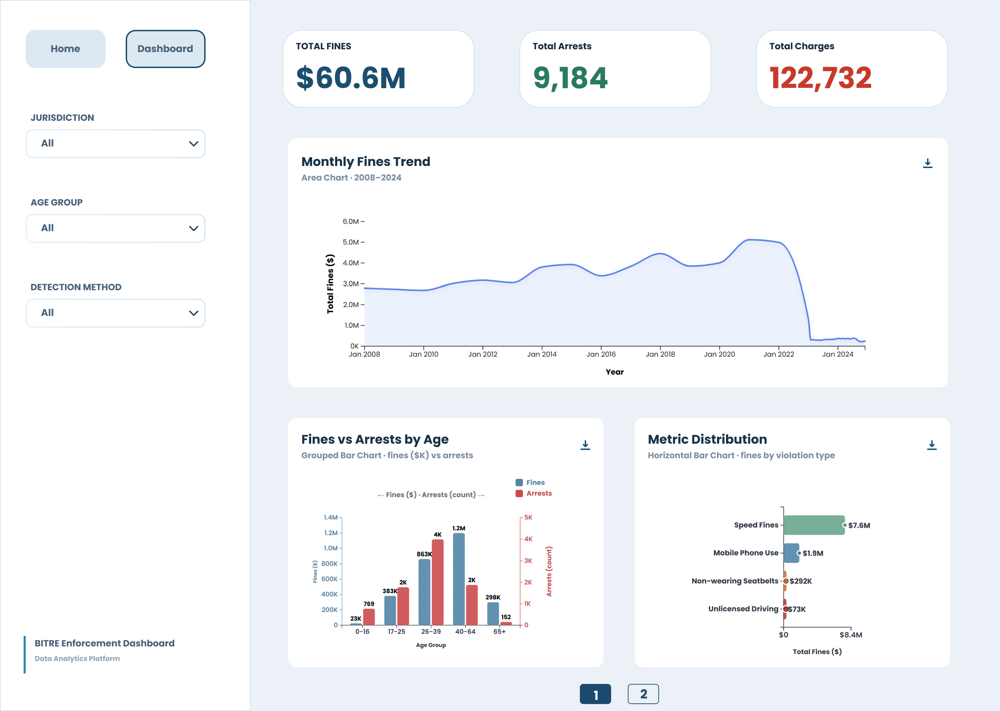 Home
Dashboard
JURISDICTION
All
AGE GROUP
All
DETECTION METHOD
All
BITRE Enforcement Dashboard
Data Analytics Platform
TOTAL FINES
$60.6M
Total Arrests
9,184
Total Charges
122,732
Monthly Fines Trend
Area Chart · 2008–2024
6.0M
5.0M
4.0M
3.0M
2.0M
1.0M
0K
Total Fines ($)
Jan 2008 Jan 2010 Jan 2012 Jan 2014 Jan 2016 Jan 2018 Jan 2020 Jan 2022 Jan 2024
Year
Fines vs Arrests by Age
Grouped Bar Chart · fines ($K) vs arrests
Fines
Arrests
← Fines ($) · Arrests (count) →
1.4M
1.2M
1.0M
800K
600K
400K
200K
0
Fines ($)
23K 769
383K 2K
863K 4K
1.2M 2K
298K 152
5K
4K
3K
2K
1K
0
Arrests (count)
0-16 17-25 26-39 40-64 65+
Age Group
Metric Distribution
Horizontal Bar Chart · fines by violation type
Speed Fines $7.6M
Mobile Phone Use $1.9M
Non-wearing Seatbelts $292K
Unlicensed Driving $73K
$0 $8.4M
Total Fines ($)
1 2